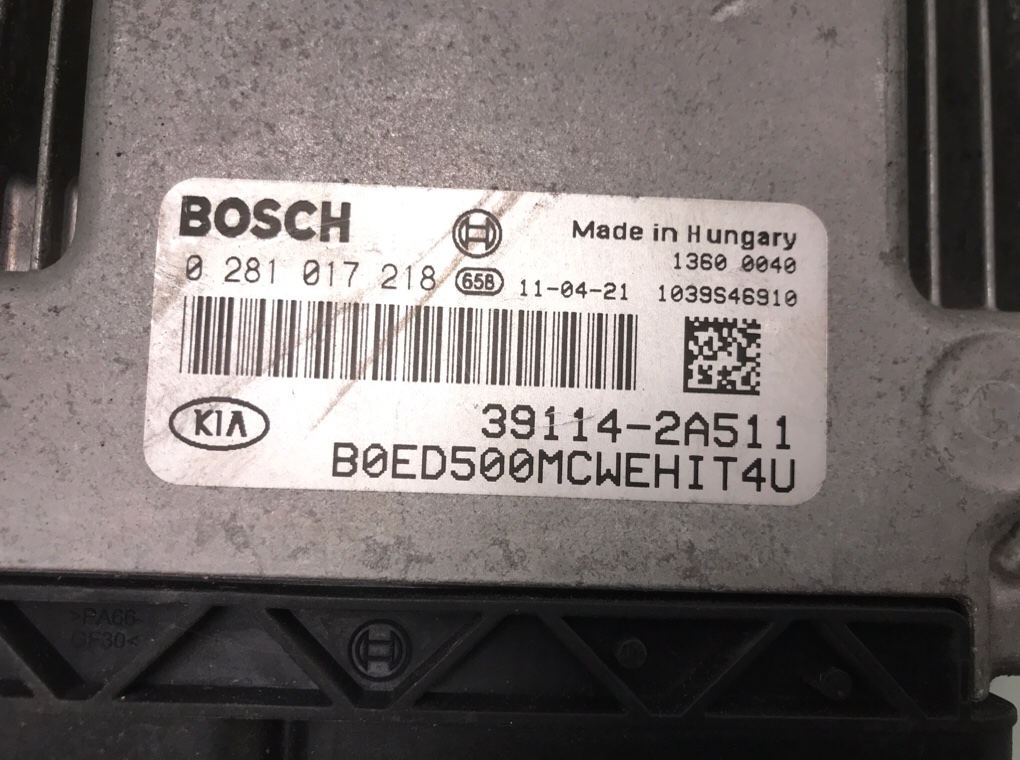 BOSCH
Made in Hungary
1360 0040
0 281 017 218 658 11-04-21 1039S46910
KIA
39114-2A511
B0ED500MCWEHIT4U
>PA66-
GF30<